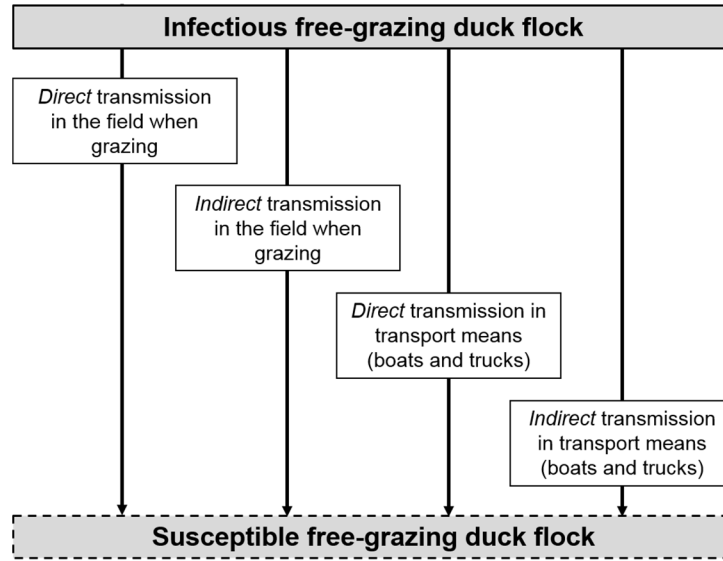 Infectious free-grazing duck flock
Direct transmission
in the field when
grazing
Indirect transmission
in the field when
grazing
Direct transmission in
transport means
(boats and trucks)
Indirect transmission
in transport means
(boats and trucks)
Susceptible free-grazing duck flock